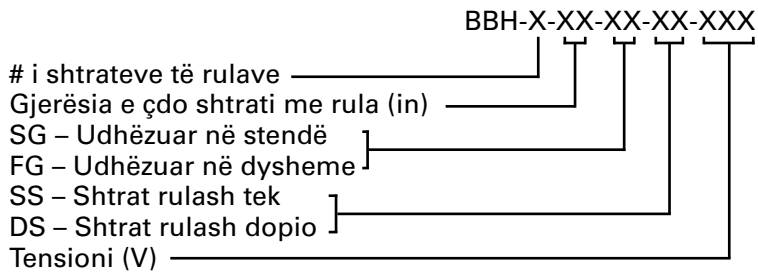 BBH-X-XX-XX-XX-XXX
# i shtrateve të rulave
Gjerësia e çdo shtrati me rula (in)
SG – Udhëzuar në stendë
FG – Udhëzuar në dysheme
SS – Shtrat rulash tek
DS – Shtrat rulash dopio
Tensioni (V)